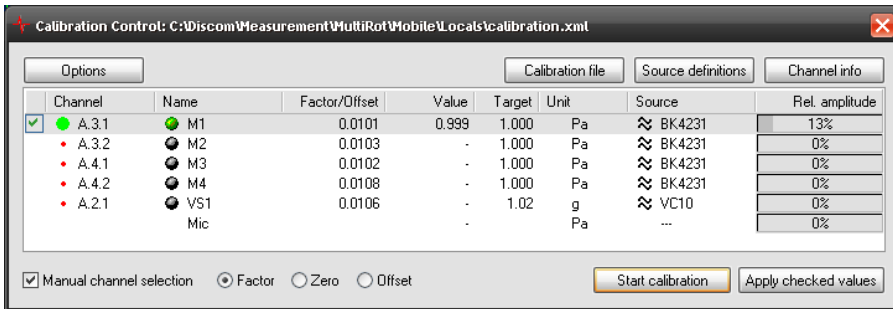 Calibration Control: C:\Discom\Measurement\MuttiRot\Mobile\Locals\calibration.xml
Options Calibration file Source definitions Channel info
Channel Name Factor/Offset Value Target Unit Source Rel. amplitude
A.3.1 M1 0.0101 0.999 1.000 Pa BK4231 13%
A.3.2 M2 0.0103 - 1.000 Pa BK4231 0%
A.4.1 M3 0.0102 - 1.000 Pa BK4231 0%
A.4.2 M4 0.0108 - 1.000 Pa BK4231 0%
A.2.1 VS1 0.0106 - 1.02 g VC10 0%
Mic - Pa --- 0%
Manual channel selection Factor Zero Offset Start calibration Apply checked values